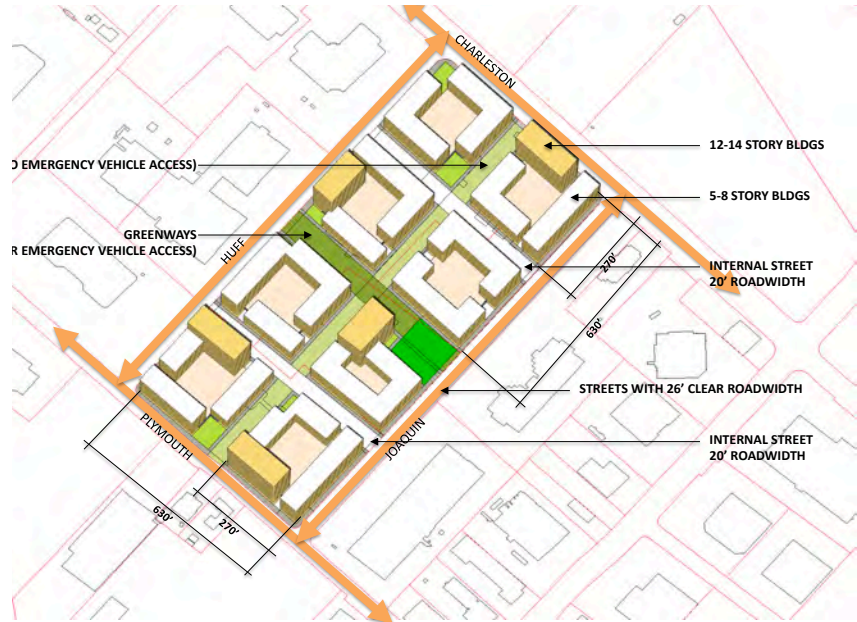 CHARLESTON
12-14 STORY BLDGS
O EMERGENCY VEHICLE ACCESS)
5-8 STORY BLDGS
GREENWAYS
R EMERGENCY VEHICLE ACCESS)
HUFF
270'
INTERNAL STREET
20' ROADWIDTH
630'
STREETS WITH 26' CLEAR ROADWIDTH
PLYMOUTH
JOAQUIN
INTERNAL STREET
20' ROADWIDTH
630'
270'